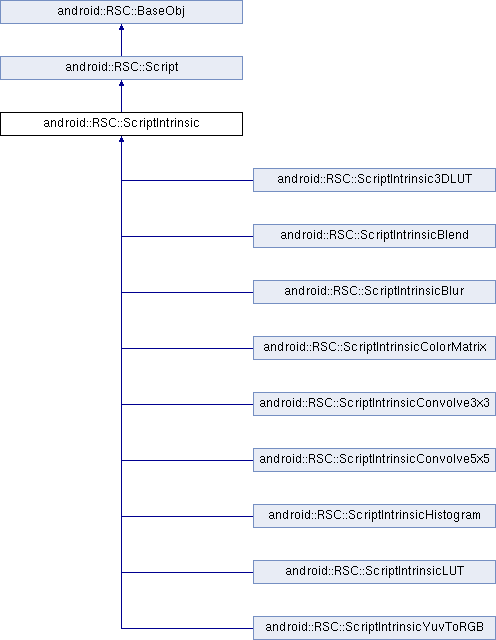 android::RSC::BaseObj
android::RSC::Script
android::RSC::ScriptIntrinsic
android::RSC::ScriptIntrinsic3DLUT
android::RSC::ScriptIntrinsicBlend
android::RSC::ScriptIntrinsicBlur
android::RSC::ScriptIntrinsicColorMatrix
android::RSC::ScriptIntrinsicConvolve3x3
android::RSC::ScriptIntrinsicConvolve5x5
android::RSC::ScriptIntrinsicHistogram
android::RSC::ScriptIntrinsicLUT
android::RSC::ScriptIntrinsicYuvToRGB